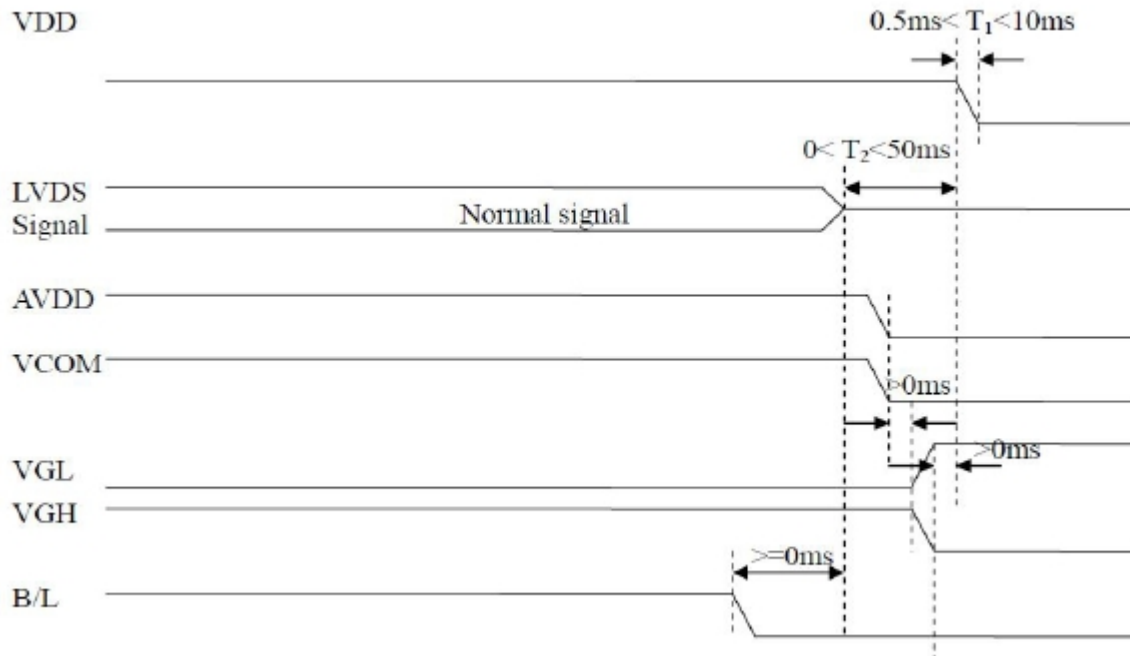 VDD
0.5ms< T₁<10ms
0< T₂<50ms
LVDS
Signal
Normal signal
AVDD
VCOM
>0ms
VGL
>0ms
VGH
>=0ms
B/L